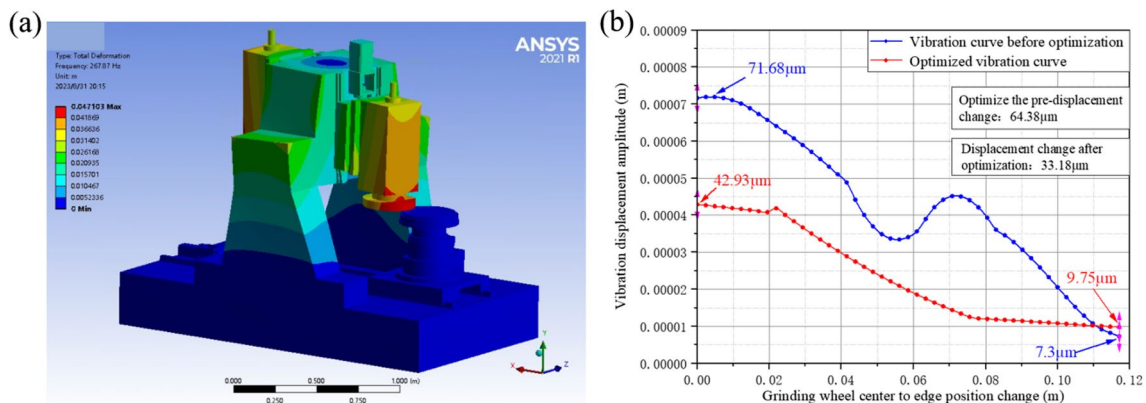 (a)
Type: Total Deformation
Frequency: 267.87 Hz
Unit: m
2023/8/31 20:15
0.047103 Max
0.041869
0.036636
0.031402
0.026168
0.020935
0.015701
0.010467
0.0052336
0 Min
ANSYS
2021 R1
Y
X
Z
0.000
0.500
1.000 (m)
0.250
0.750
(b)
Vibration displacement amplitude (m)
0.00009
0.00008
0.00007
0.00006
0.00005
0.00004
0.00003
0.00002
0.00001
0.00000
Vibration curve before optimization
Optimized vibration curve
71.68μm
Optimize the pre-displacement
change：64.38μm
Displacement change after
optimization：33.18μm
42.93μm
9.75μm
7.3μm
0.00
0.02
0.04
0.06
0.08
0.10
0.12
Grinding wheel center to edge position change (m)